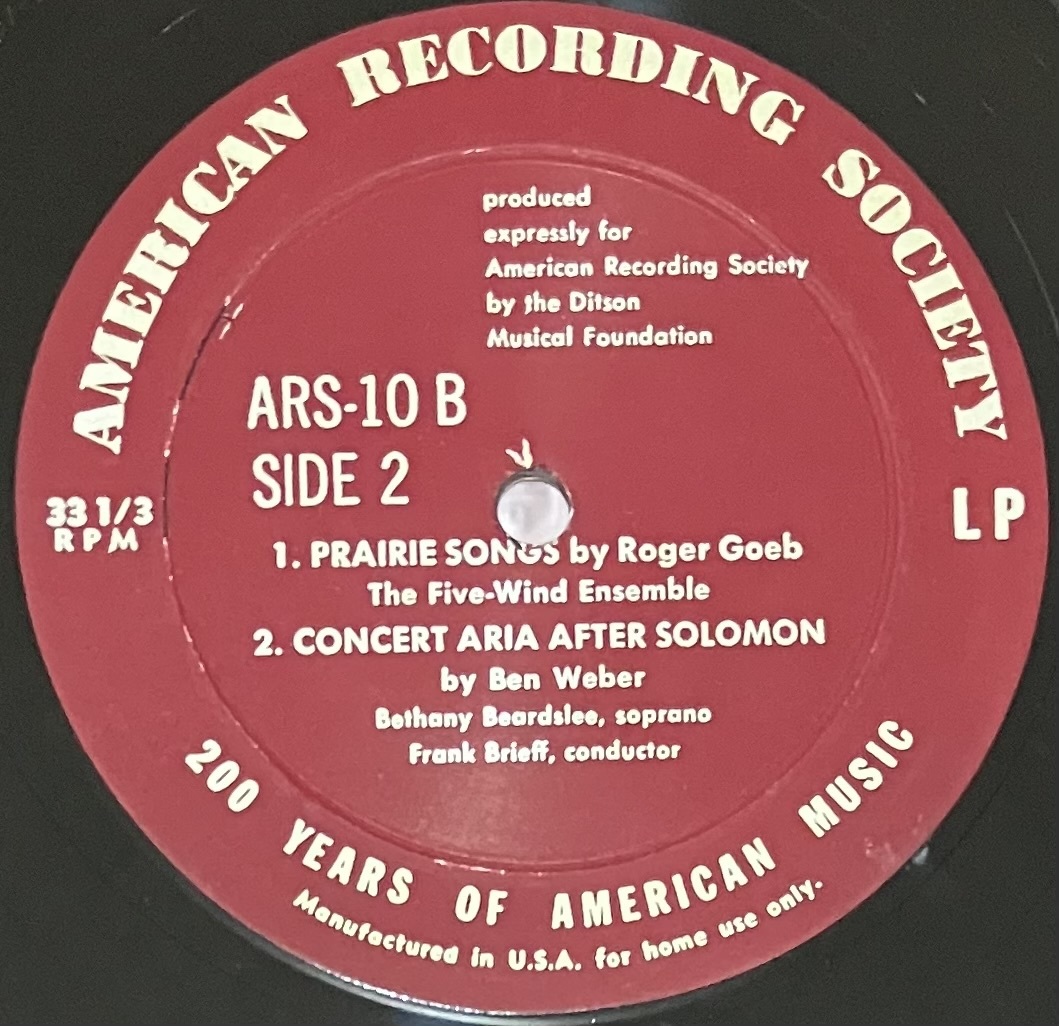 AMERICAN RECORDING SOCIETY
produced
expressly for
American Recording Society
by the Ditson
Musical Foundation
ARS-10 B
SIDE 2
33 1/3
RPM
LP
1. PRAIRIE SONGS by Roger Goeb
The Five-Wind Ensemble
2. CONCERT ARIA AFTER SOLOMON
by Ben Weber
Bethany Beardslee, soprano
Frank Brieff, conductor
200 YEARS OF AMERICAN MUSIC
Manufactured in U.S.A. for home use only.